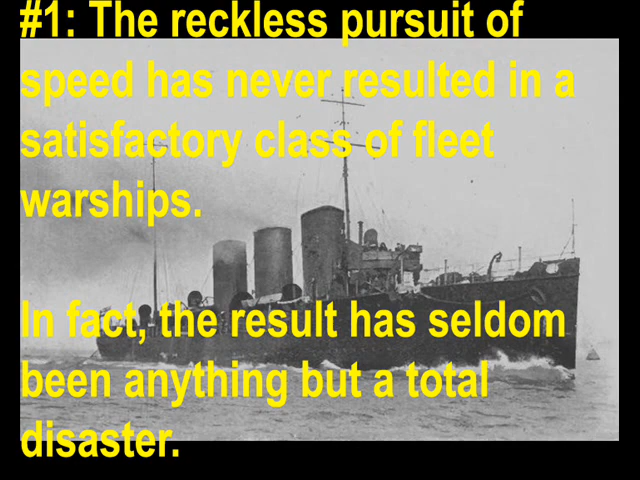 #1: The reckless pursuit of
speed has never resulted in a
satisfactory class of fleet
warships.
In fact, the result has seldom
been anything but a total
disaster.